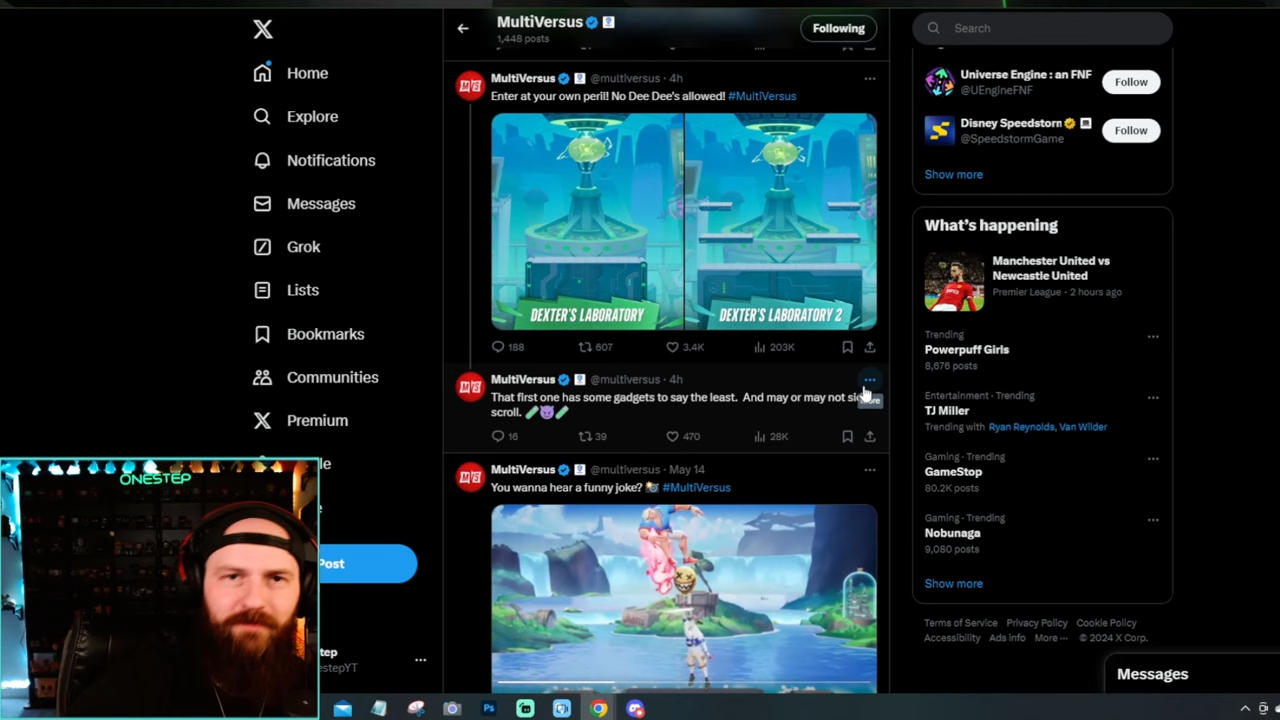 MultiVersus
1,448 posts
Following
Search
Home
Explore
Notifications
Messages
Grok
Lists
Bookmarks
Communities
Premium
Post
MultiVersus @multiversus · 4h
Enter at your own peril! No Dee Dee's allowed! #MultiVersus
DEXTER'S LABORATORY
DEXTER'S LABORATORY 2
188 607 3.4K 203K
MultiVersus @multiversus · 4h
That first one has some gadgets to say the least. And may or may not
scroll.
16 39 470 28K
MultiVersus @multiversus · May 14
You wanna hear a funny joke? #MultiVersus
Universe Engine : an FNF
@UEngineFNF
Follow
Disney Speedstorm
@SpeedstormGame
Follow
Show more
What's happening
Manchester United vs
Newcastle United
Premier League · 2 hours ago
Trending
Powerpuff Girls
8,676 posts
Entertainment · Trending
TJ Miller
Trending with Ryan Reynolds, Van Wilder
Gaming · Trending
GameStop
80.2K posts
Gaming · Trending
Nobunaga
9,080 posts
Show more
Terms of Service Privacy Policy Cookie Policy
Accessibility Ads info More © 2024 X Corp.
Messages
ONESTEP
tep
stepYT